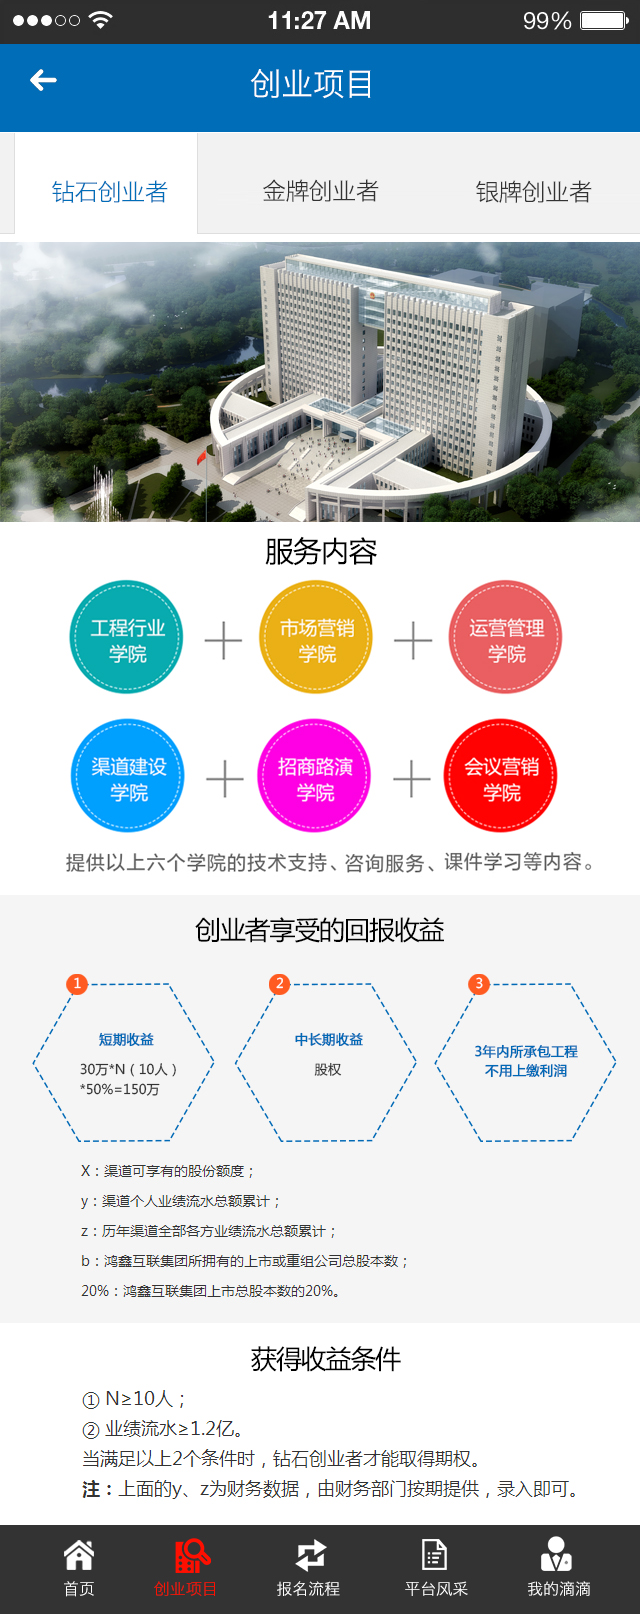 11:27 AM
99%
创业项目
钻石创业者
金牌创业者
银牌创业者
服务内容
工程行业
学院
市场营销
学院
运营管理
学院
渠道建设
学院
招商路演
学院
会议营销
学院
提供以上六个学院的技术支持、咨询服务、课件学习等内容。
创业者享受的回报收益
1
短期收益
30万*N（10人）
*50%=150万
2
中长期收益
股权
3
3年内所承包工程
不用上缴利润
X：渠道可享有的股份额度；
y：渠道个人业绩流水总额累计；
z：历年渠道全部各方业绩流水总额累计；
b：鸿鑫互联集团所拥有的上市或重组公司总股本数；
20%：鸿鑫互联集团上市总股本数的20%。
获得收益条件
① N≥10人；
② 业绩流水≥1.2亿。
当满足以上2个条件时，钻石创业者才能取得期权。
注：上面的y、z为财务数据，由财务部门按期提供，录入即可。
首页
创业项目
报名流程
平台风采
我的滴滴